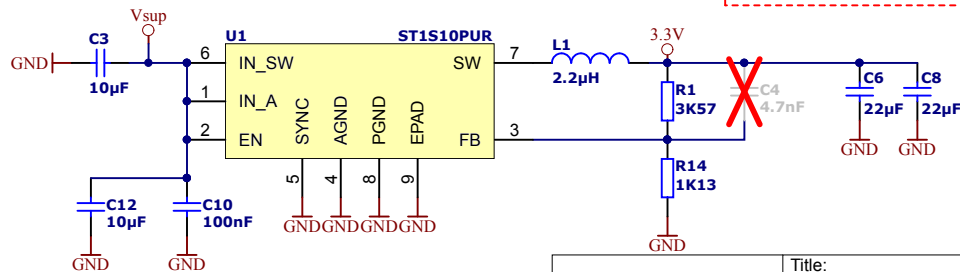 Vsup
C3
GND
10µF
U1
ST1S10PUR
6
IN_SW
1
IN_A
2
EN
SYNC
AGND
PGND
EPAD
SW
7
FB
3
5
4
8
9
GND
GND
GND
GND
C12
10µF
C10
100nF
GND
GND
L1
2.2µH
3.3V
R1
3K57
C4
4.7nF
R14
1K13
GND
C6
22µF
GND
C8
22µF
GND
Title: